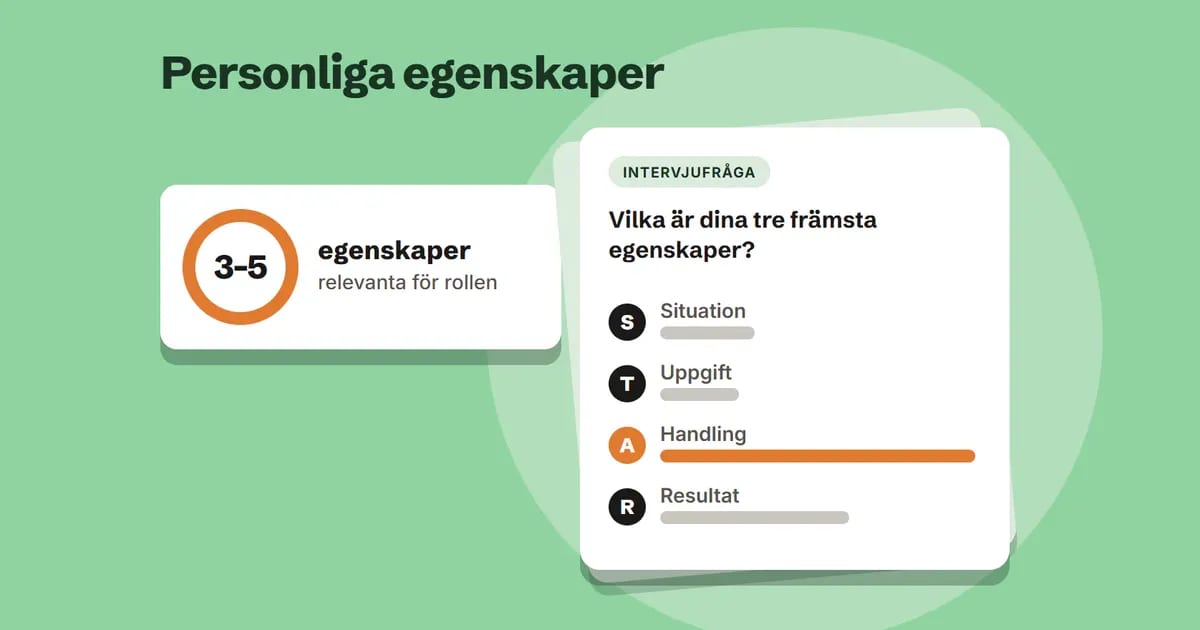 Personliga egenskaper
3–5
egenskaper
relevanta för rollen
INTERVJUFRÅGA
Vilka är dina tre främsta
egenskaper?
S Situation
T Uppgift
A Handling
R Resultat